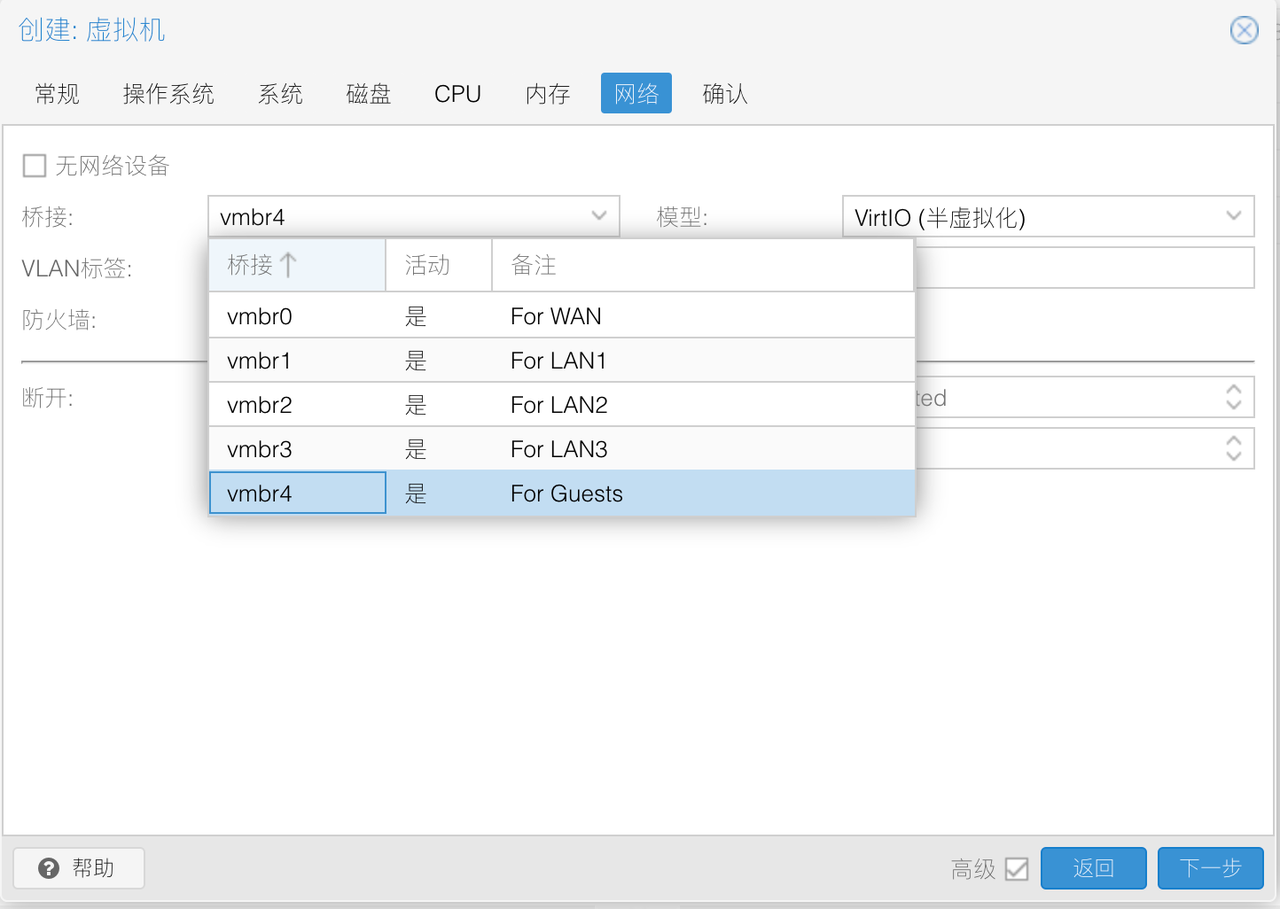 创建: 虚拟机
常规 操作系统 系统 磁盘 CPU 内存 网络 确认
无网络设备
桥接: vmbr4 模型: VirtIO (半虚拟化)
VLAN标签:
防火墙:
断开:
桥接 活动 备注
vmbr0 是 For WAN
vmbr1 是 For LAN1
vmbr2 是 For LAN2
vmbr3 是 For LAN3
vmbr4 是 For Guests
帮助 高级 返回 下一步